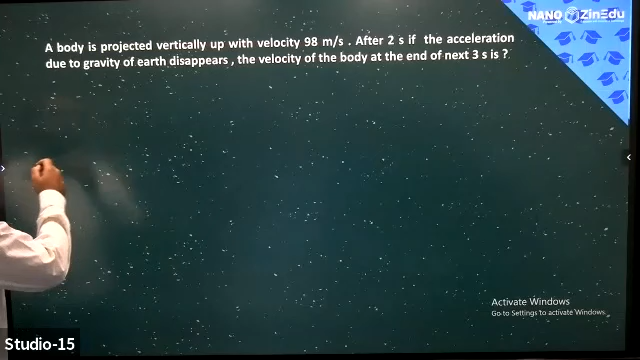 NANO ZinEdu
A body is projected vertically up with velocity 98 m/s . After 2 s if the acceleration
due to gravity of earth disappears , the velocity of the body at the end of next 3 s is ?
Activate Windows
Go to Settings to activate Windows.
Studio-15